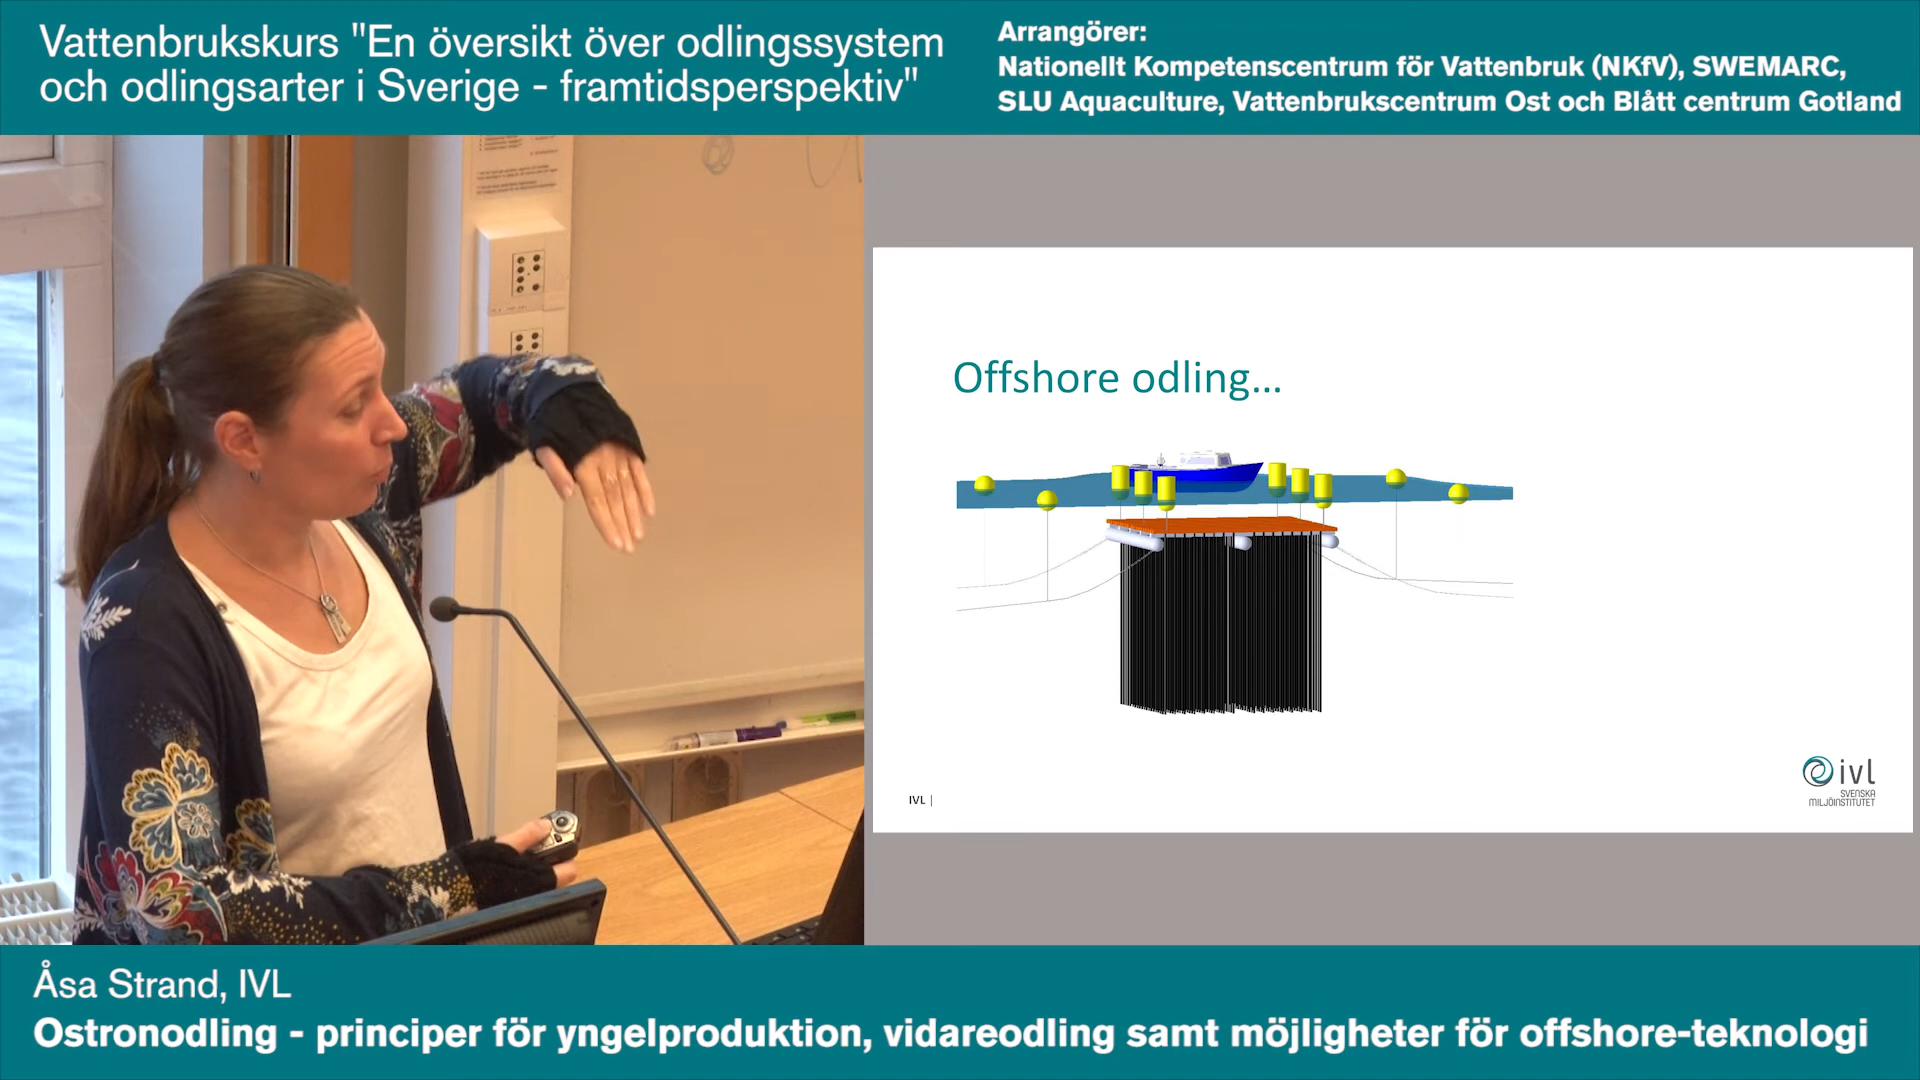 Vattenbrukskurs "En översikt över odlingssystem
och odlingsarter i Sverige - framtidsperspektiv"
Arrangörer:
Nationellt Kompetenscentrum för Vattenbruk (NKfV), SWEMARC,
SLU Aquaculture, Vattenbrukscentrum Ost och Blått centrum Gotland
Offshore odling...
IVL |
ivl
SVENSKA
MILJÖINSTITUTET
Åsa Strand, IVL
Ostronodling - principer för yngelproduktion, vidareodling samt möjligheter för offshore-teknologi